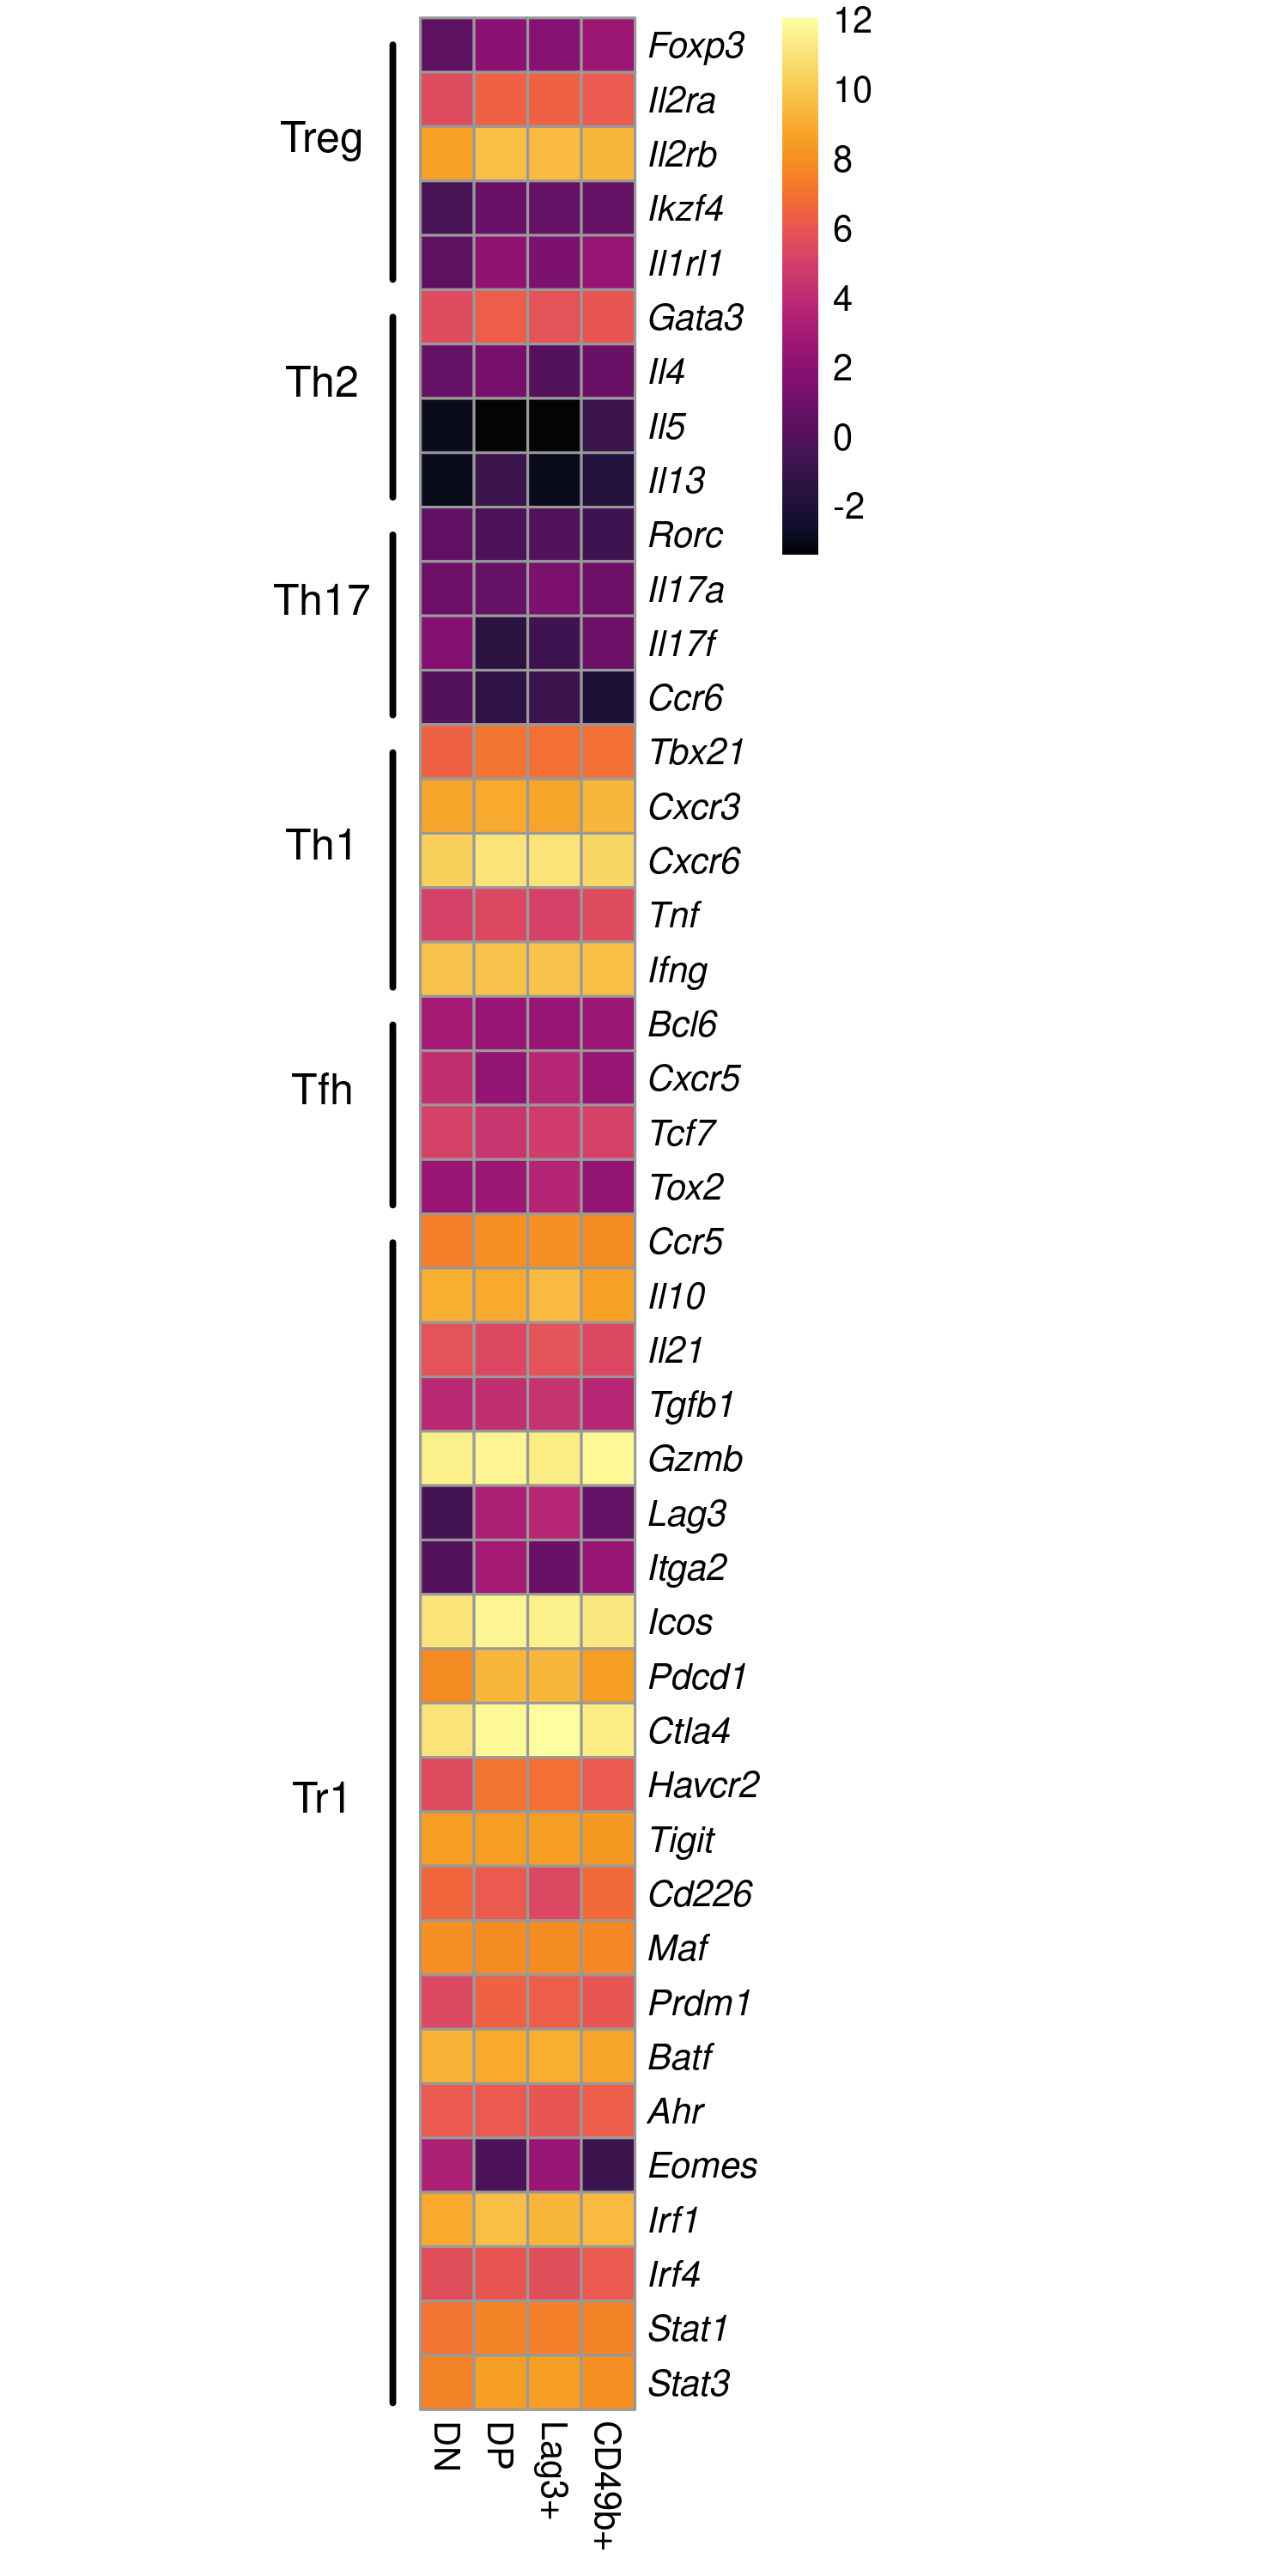 Treg
Th2
Th17
Th1
Tfh
Tr1
Foxp3
Il2ra
Il2rb
Ikzf4
Il1rl1
Gata3
Il4
Il5
Il13
Rorc
Il17a
Il17f
Ccr6
Tbx21
Cxcr3
Cxcr6
Tnf
Ifng
Bcl6
Cxcr5
Tcf7
Tox2
Ccr5
Il10
Il21
Tgfb1
Gzmb
Lag3
Itga2
Icos
Pdcd1
Ctla4
Havcr2
Tigit
Cd226
Maf
Prdm1
Batf
Ahr
Eomes
Irf1
Irf4
Stat1
Stat3
12
10
8
6
4
2
0
-2
DN
DP
Lag3+
CD49b+